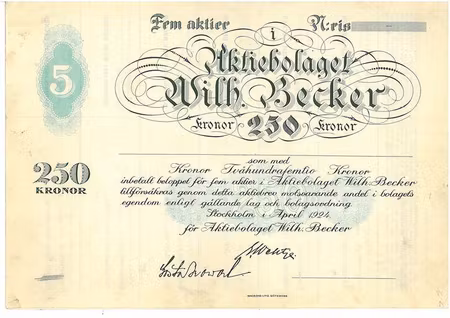 Fem aktier N:ris
i
5
Aktiebolaget
Wilh. Becker
Kronor 250 Kronor
250
KRONOR
som med
Kronor Tvåhundrafemtio Kronor
inbetalt beloppet för fem aktier i Aktiebolaget Wilh. Becker
tillförsäkras genom detta aktiebrev motsvarande andel i bolagets
egendom enligt gällande lag och bolagsordning.
Stockholm i April 1924
för Aktiebolaget Wilh. Becker